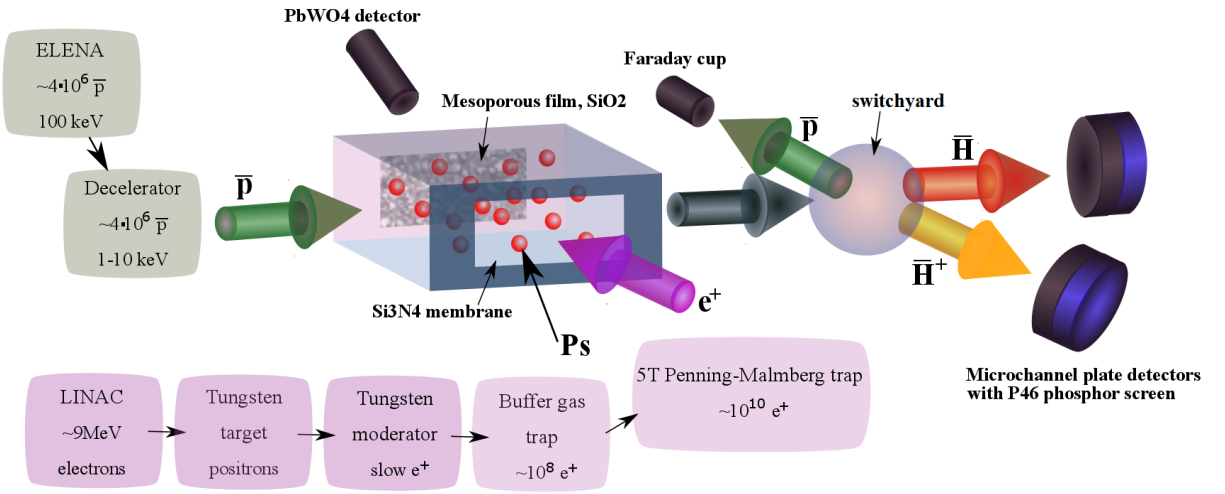 PbWO4 detector
ELENA
~4·10⁶ p̅
100 keV
Decelerator
~4·10⁶ p̅
1-10 keV
p̅
Mesoporous film, SiO2
Si3N4 membrane
Ps
e⁺
Faraday cup
p̅
switchyard
H̅
H̅⁺
Microchannel plate detectors
with P46 phosphor screen
LINAC
~9MeV
electrons
Tungsten
target
positrons
Tungsten
moderator
slow e⁺
Buffer gas
trap
~10⁸ e⁺
5T Penning-Malmberg trap
~10¹⁰ e⁺